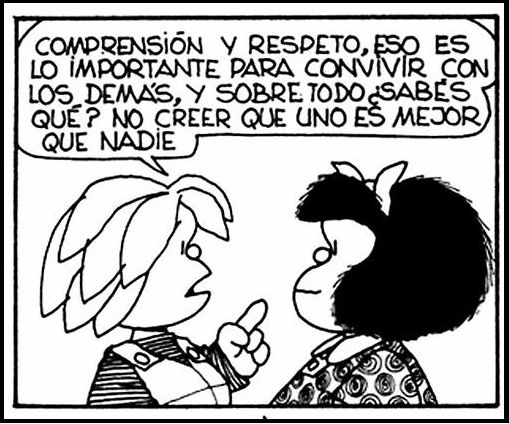 COMPRENSIÓN Y RESPETO, ESO ES
LO IMPORTANTE PARA CONVIVIR CON
LOS DEMÁS, Y SOBRE TODO ¿SABÉS
QUÉ? NO CREER QUE UNO ES MEJOR
QUE NADIE